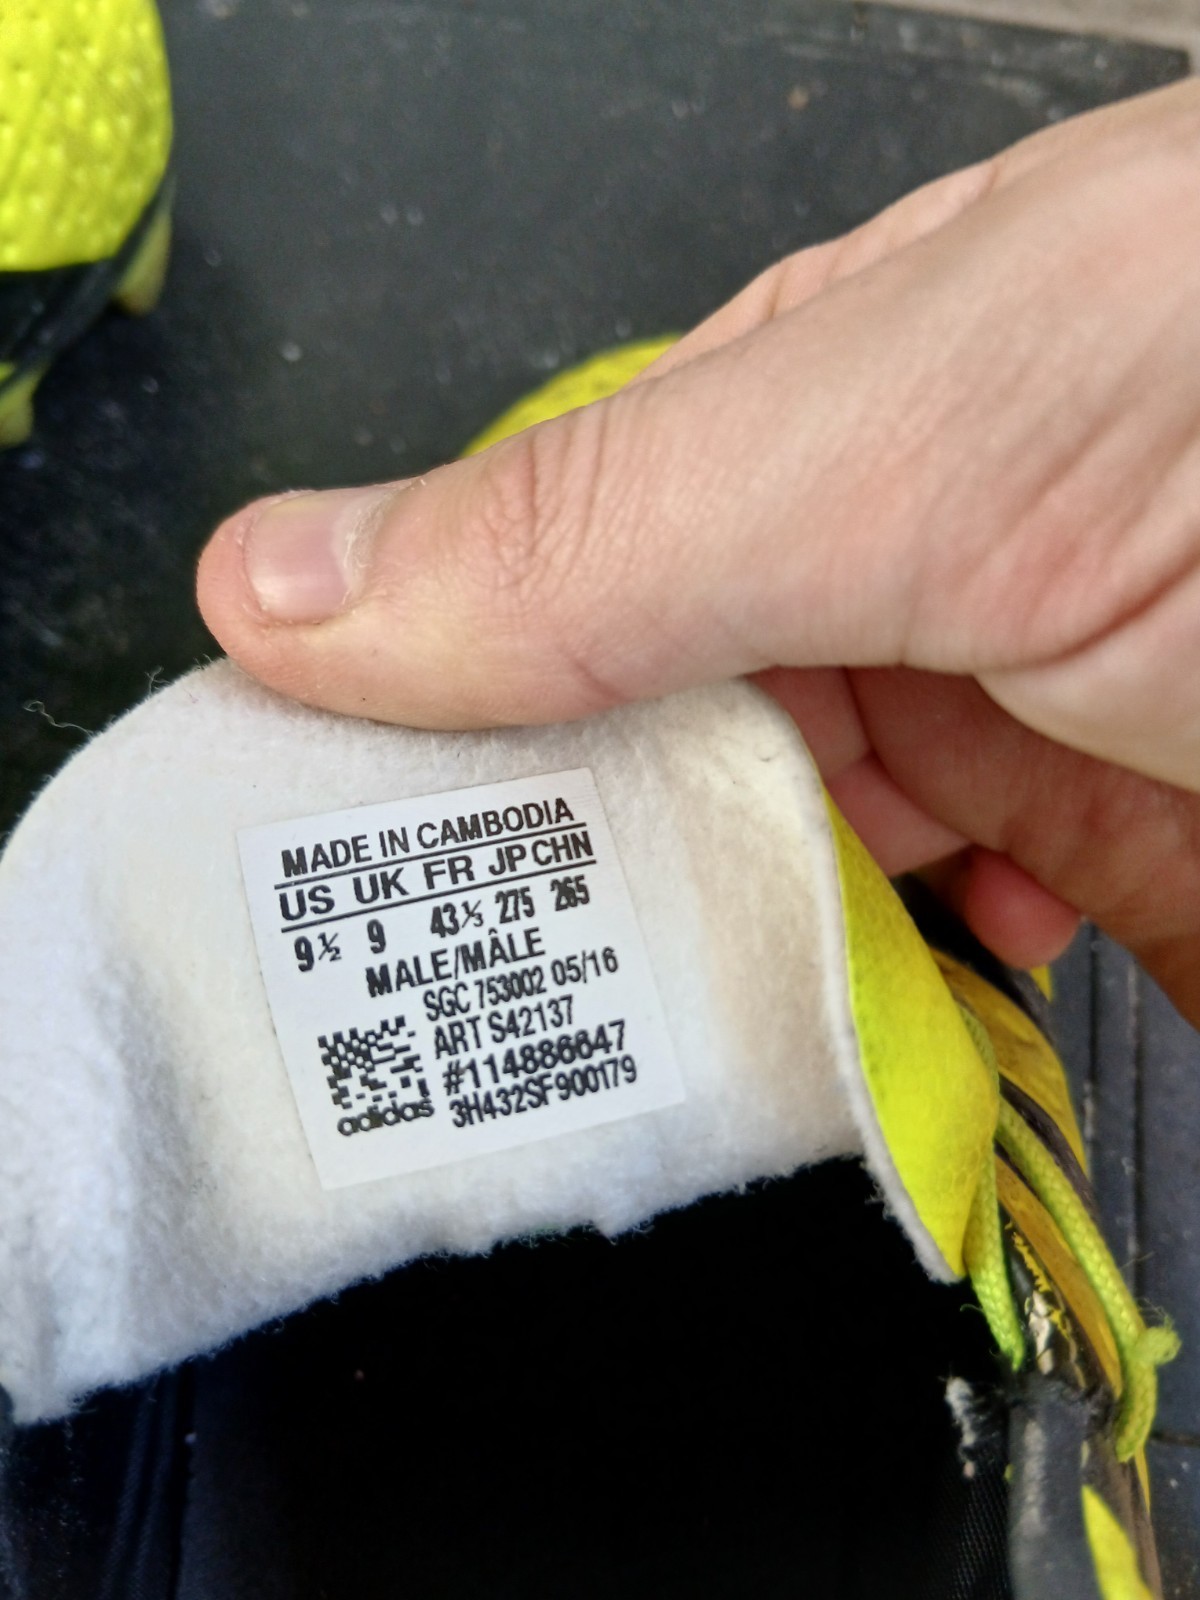 MADE IN CAMBODIA
US UK FR JP CHN
9½ 9 43⅓ 275 265
MALE/MÂLE
SGC 753002 05/16
ART S42137
#114886647
3H432SF900179
adidas